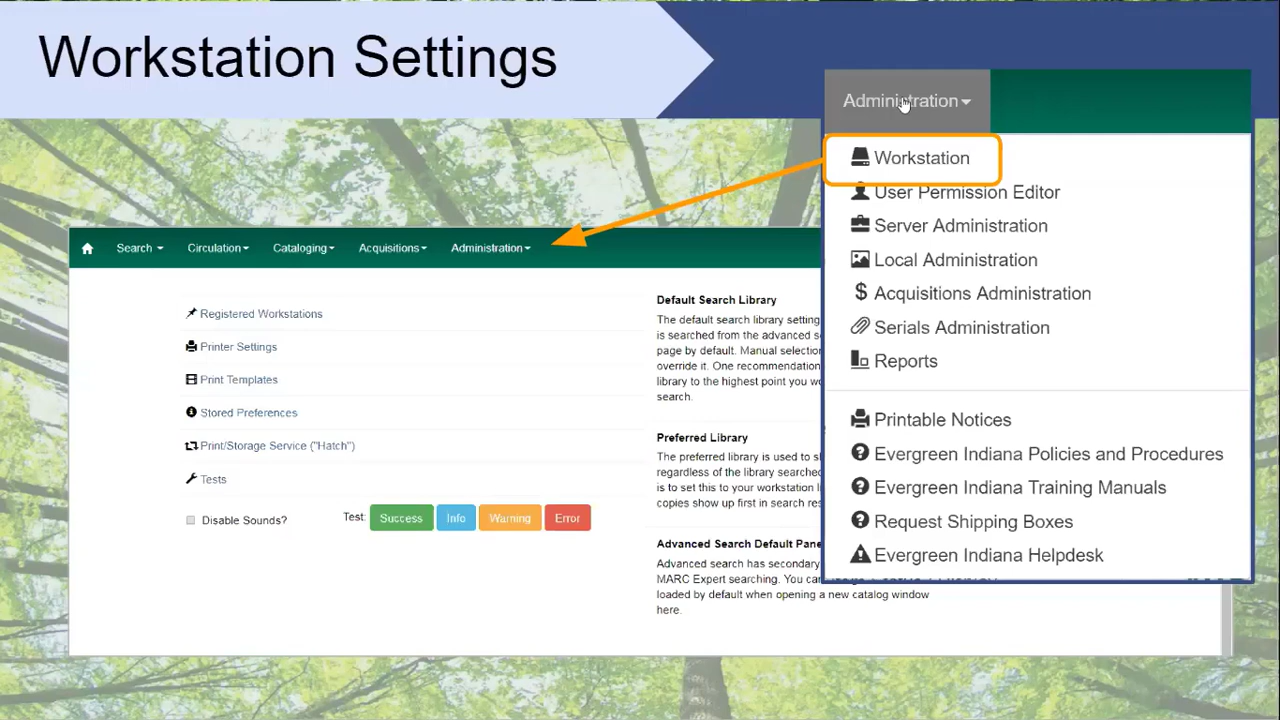 Workstation Settings
Administration
Workstation
User Permission Editor
Server Administration
Local Administration
Acquisitions Administration
Serials Administration
Reports
Printable Notices
Evergreen Indiana Policies and Procedures
Evergreen Indiana Training Manuals
Request Shipping Boxes
Evergreen Indiana Helpdesk
Search Circulation Cataloging Acquisitions Administration
Registered Workstations
Printer Settings
Print Templates
Stored Preferences
Print/Storage Service ("Hatch")
Tests
Disable Sounds? Test: Success Info Warning Error
Default Search Library
The default search library setting
is searched from the advanced
page by default. Manual selection
override it. One recommendation
library to the highest point you
search.
Preferred Library
The preferred library is used to
regardless of the library searched
is to set this to your workstation
copies show up first in search
Advanced Search Default Pane
Advanced search has secondary
MARC Expert searching. You
loaded by default when opening a new catalog window
here.